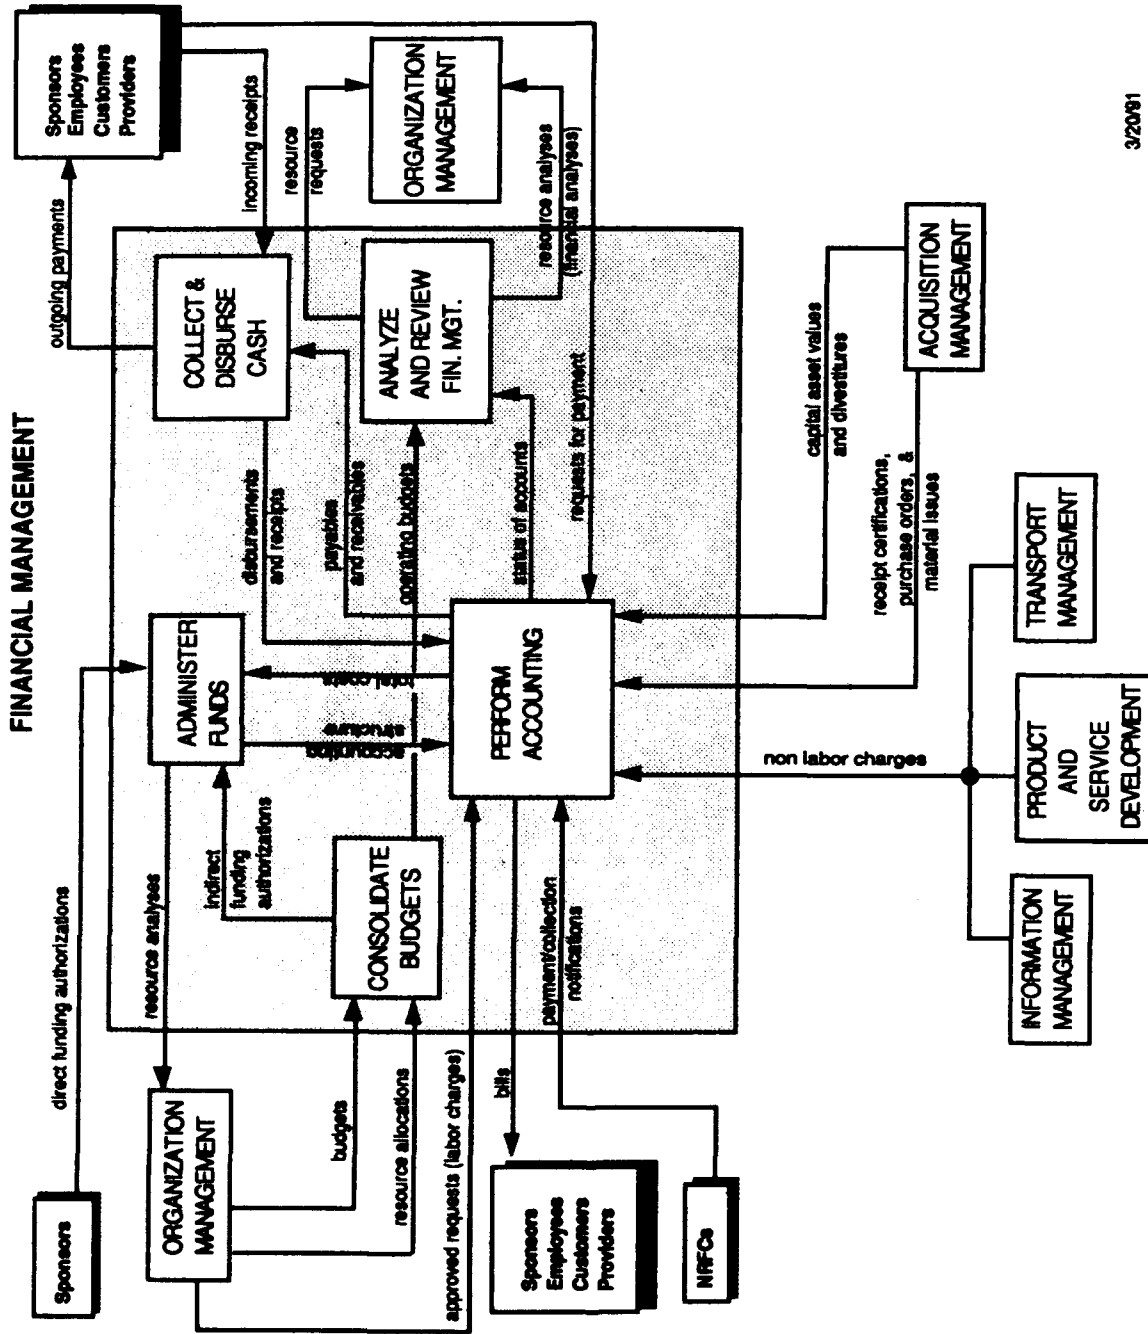 FINANCIAL MANAGEMENT
Sponsors
direct funding authorizations
ORGANIZATION
MANAGEMENT
resource analyses
ADMINISTER
FUNDS
outgoing payments
Sponsors
Employees
Customers
Providers
COLLECT &
DISBURSE
CASH
incoming receipts
indirect
funding
authorizations
disbursements
and receipts
resource
requests
budgets
accounting
structure
total costs
payables
and receivables
ANALYZE
AND REVIEW
FIN. MGT.
ORGANIZATION
MANAGEMENT
resource allocations
CONSOLIDATE
BUDGETS
operating budgets
resource analyses
(financial analyses)
approved requests (labor charges)
PERFORM
ACCOUNTING
status of accounts
bills
requests for payment
Sponsors
Employees
Customers
Providers
payment/collection
notifications
NRFCs
non labor charges
capital asset values
and divestitures
receipt certifications,
purchase orders, &
material issues
ACQUISITION
MANAGEMENT
INFORMATION
MANAGEMENT
PRODUCT
AND
SERVICE
DEVELOPMENT
TRANSPORT
MANAGEMENT
3/20/91